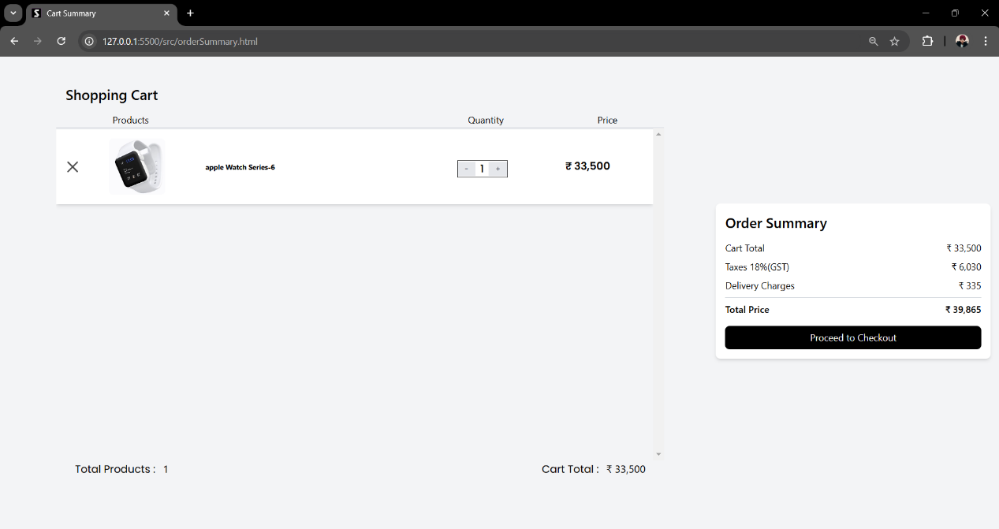 Cart Summary
127.0.0.1:5500/src/orderSummary.html
Shopping Cart
Products Quantity Price
apple Watch Series-6 - 1 + ₹ 33,500
Order Summary
Cart Total ₹ 33,500
Taxes 18%(GST) ₹ 6,030
Delivery Charges ₹ 335
Total Price ₹ 39,865
Proceed to Checkout
Total Products : 1 Cart Total : ₹ 33,500